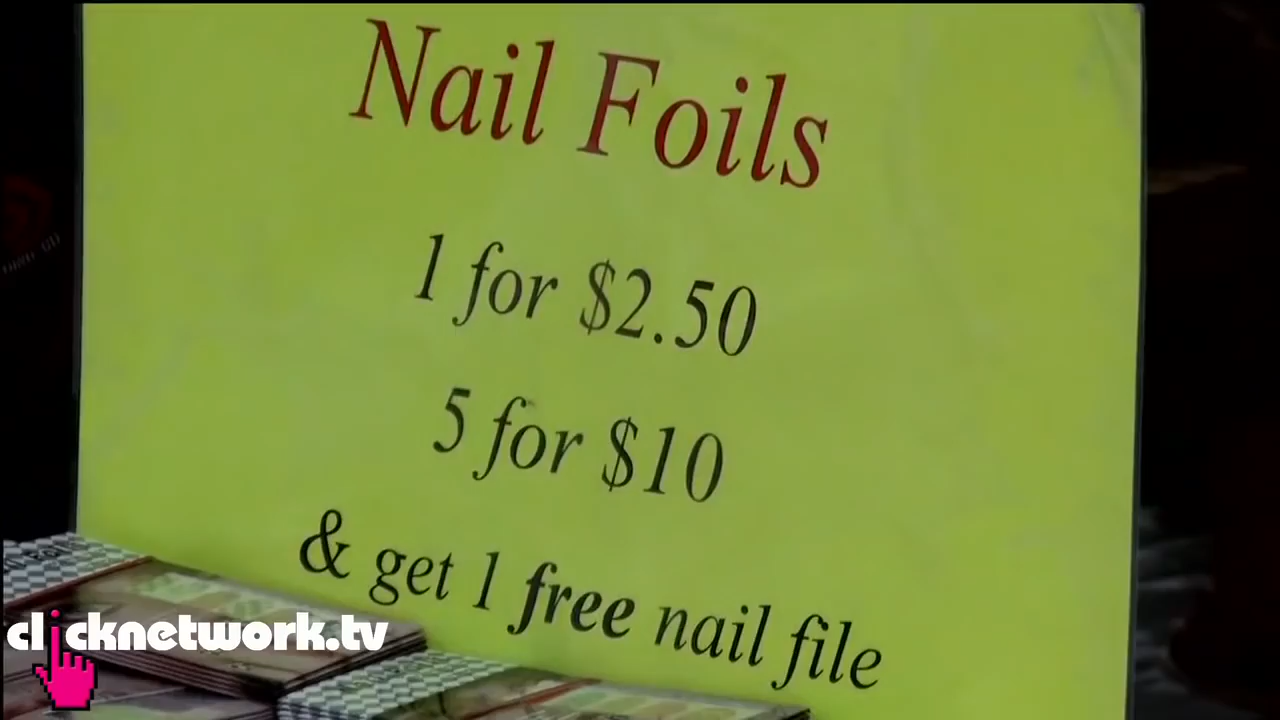 Nail Foils
1 for $2.50
5 for $10
& get 1 free nail file
clicknetwork.tv